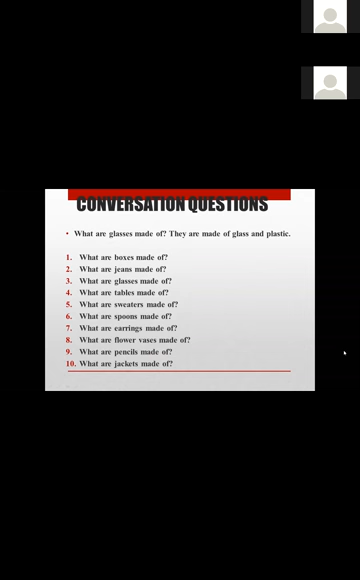 CONVERSATION QUESTIONS
• What are glasses made of? They are made of glass and plastic.
1. What are boxes made of?
2. What are jeans made of?
3. What are glasses made of?
4. What are tables made of?
5. What are sweaters made of?
6. What are spoons made of?
7. What are earrings made of?
8. What are flower vases made of?
9. What are pencils made of?
10. What are jackets made of?